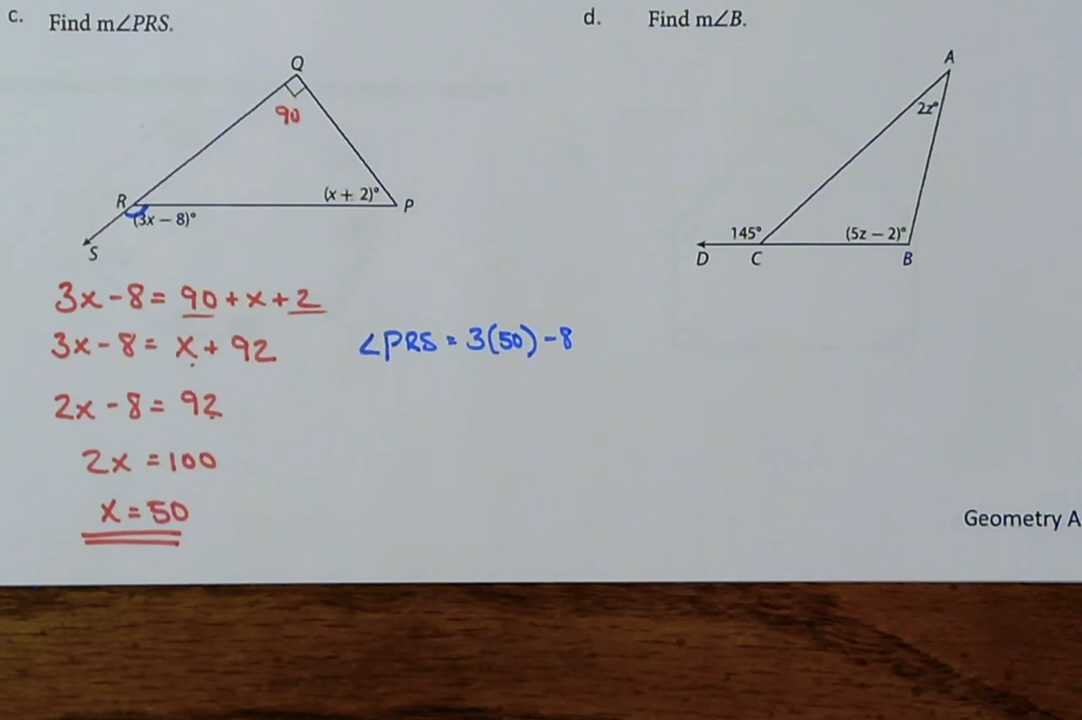 c. Find m∠PRS.
Q
90
R
(x + 2)°
P
(3x – 8)°
S
3x - 8 = 90 + x + 2
3x - 8 = x + 92
2x - 8 = 92
2x = 100
x = 50
∠PRS = 3(50) - 8
d. Find m∠B.
A
2z°
145°
(5z – 2)°
D
C
B
Geometry A